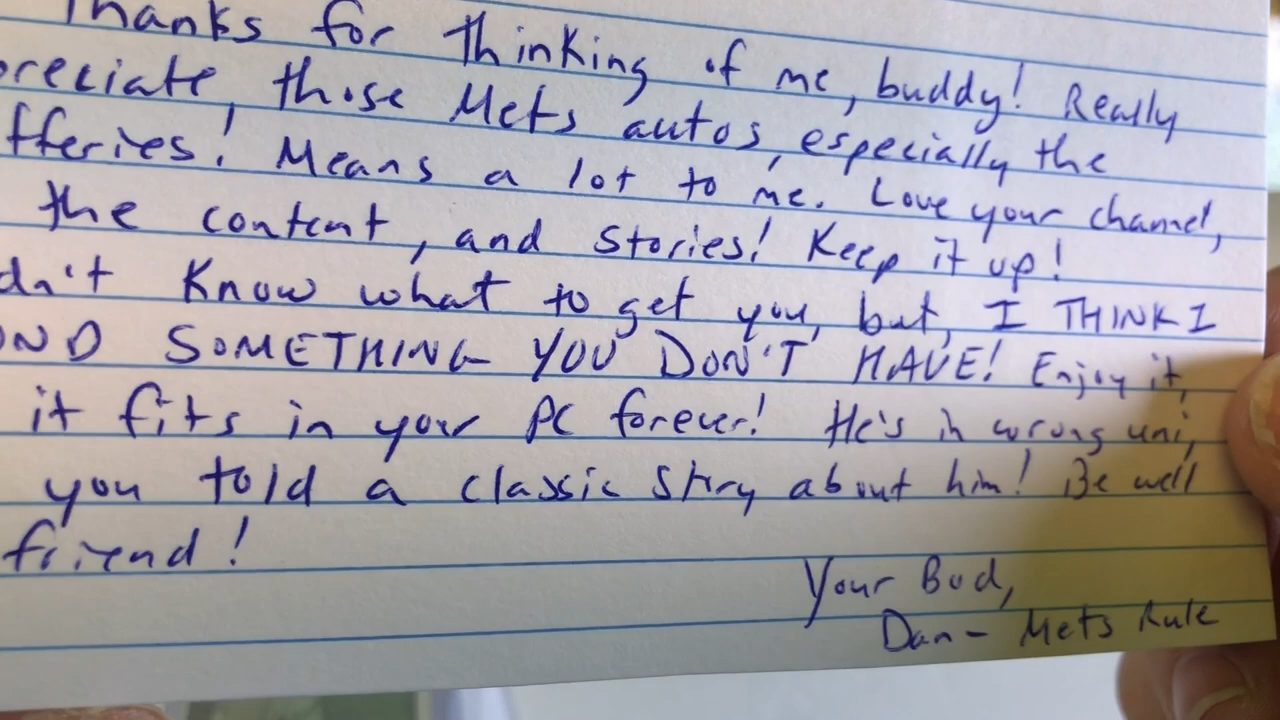 Thanks for thinking of me, buddy! Really
preciate, those Mets autos, especially the
fferies! Means a lot to me. Love your channel,
the content, and stories! Keep it up!
dn't know what to get you, but, I THINK I
OND SOMETHING YOU DON'T HAVE! Enjoy it,
it fits in your PC forever! He's in wrong uni,
you told a classic story about him! Be well
friend!
Your Bud,
Dan - Mets Rule